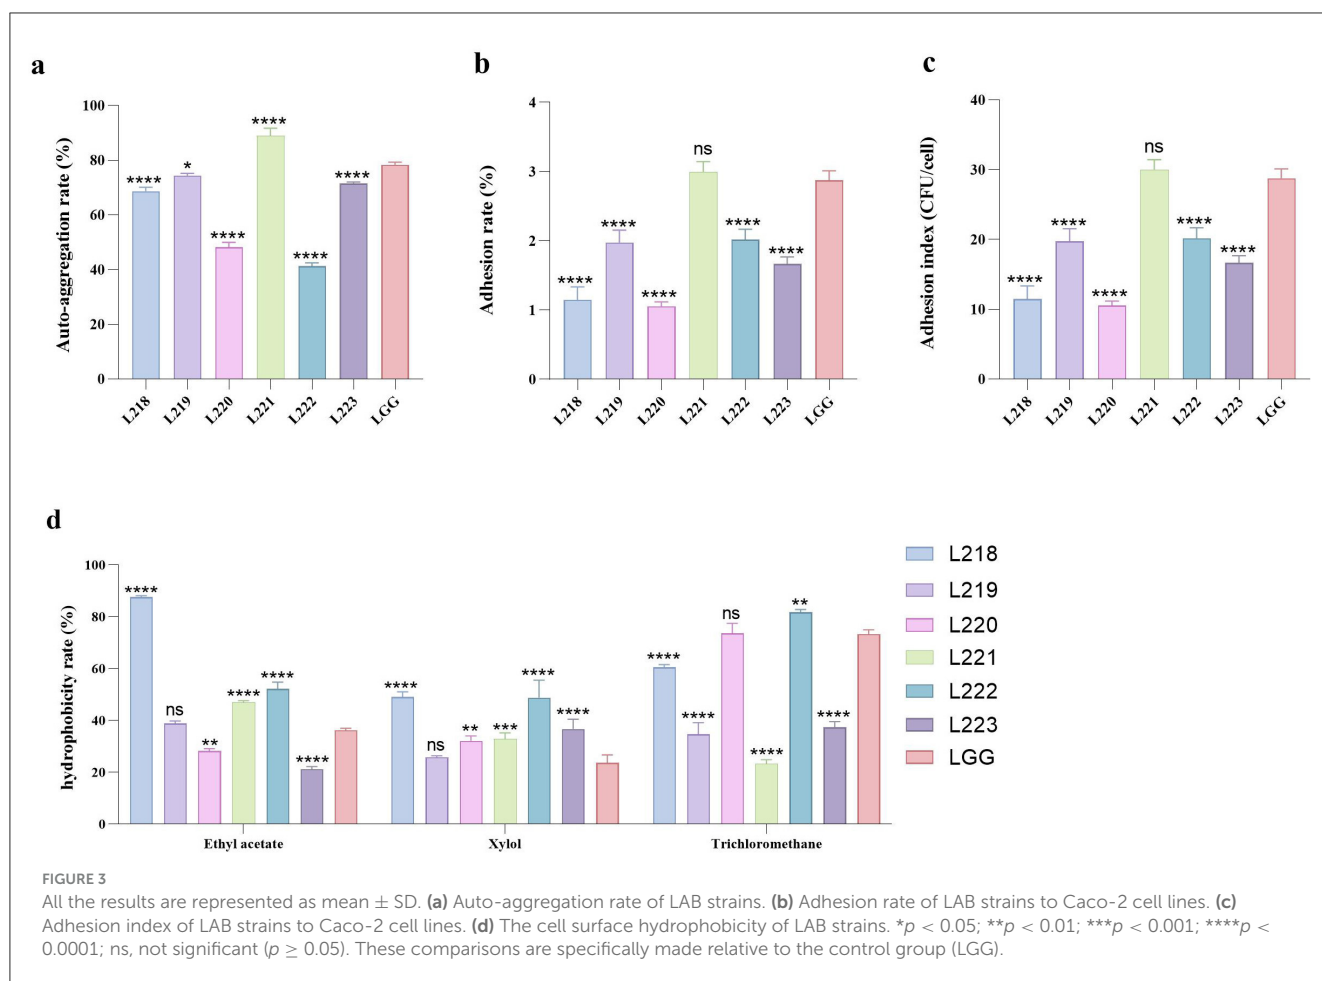 a
b
c
Auto-aggregation rate (%)
100
80
60
40
20
0
****
*
****
****
****
****
L218
L219
L220
L221
L222
L223
LGG
Adhesion rate (%)
4
3
2
1
0
****
****
****
ns
****
****
L218
L219
L220
L221
L222
L223
LGG
Adhesion index (CFU/cell)
40
30
20
10
0
****
****
****
ns
****
****
L218
L219
L220
L221
L222
L223
LGG
d
hydrophobicity rate (%)
100
80
60
40
20
0
****
ns
**
****
****
****
****
ns
**
***
****
****
****
****
ns
****
**
****
Ethyl acetate
Xylol
Trichloromethane
L218
L219
L220
L221
L222
L223
LGG
FIGURE 3
All the results are represented as mean ± SD. (a) Auto-aggregation rate of LAB strains. (b) Adhesion rate of LAB strains to Caco-2 cell lines. (c)
Adhesion index of LAB strains to Caco-2 cell lines. (d) The cell surface hydrophobicity of LAB strains. *p < 0.05; **p < 0.01; ***p < 0.001; ****p <
0.0001; ns, not significant (p ≥ 0.05). These comparisons are specifically made relative to the control group (LGG).